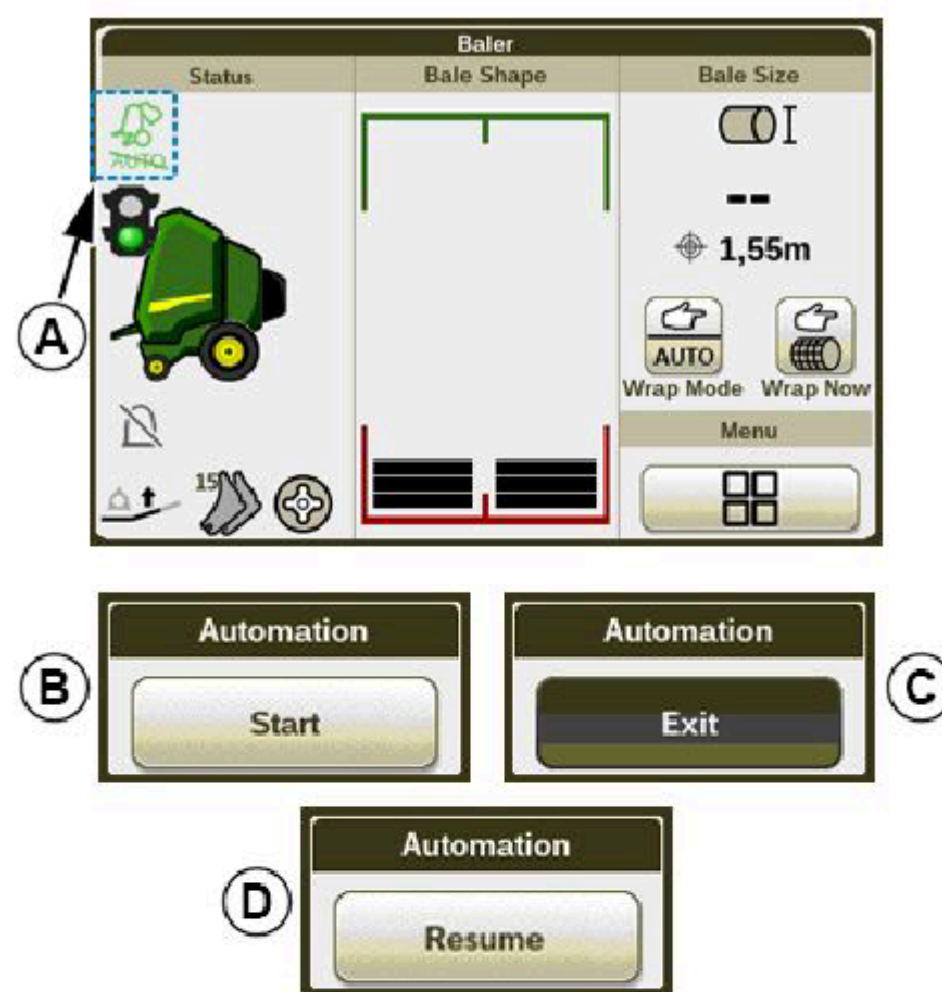 Baler
Status
Bale Shape
Bale Size
AUTO
A
--
1,55m
AUTO
Wrap Mode
Wrap Now
Menu
15
Automation
Start
B
Automation
Exit
C
Automation
Resume
D